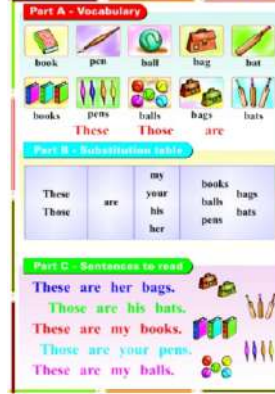 Part A - Vocabulary
book pen ball bag bat
books pens balls bags bats
These Those are
Part B - Substitution table
These
Those
are
my
your
his
her
books
balls
pens
bags
bats
Part C - Sentences to read
These are her bags.
Those are his bats.
These are my books.
Those are your pens.
These are my balls.